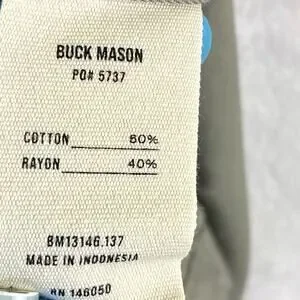 BUCK MASON
PO# 5737
COTTON 60%
RAYON 40%
BM13146.137
MADE IN INDONESIA
RN 146050